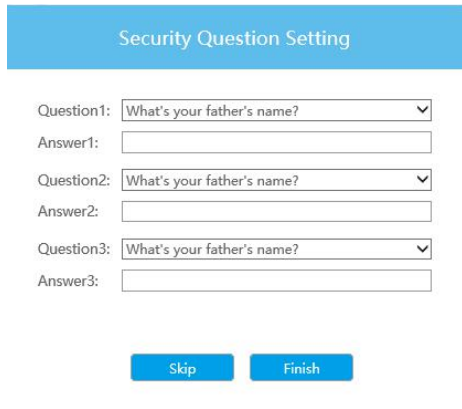 Security Question Setting
Question1: What's your father's name?
Answer1:
Question2: What's your father's name?
Answer2:
Question3: What's your father's name?
Answer3:
Skip Finish